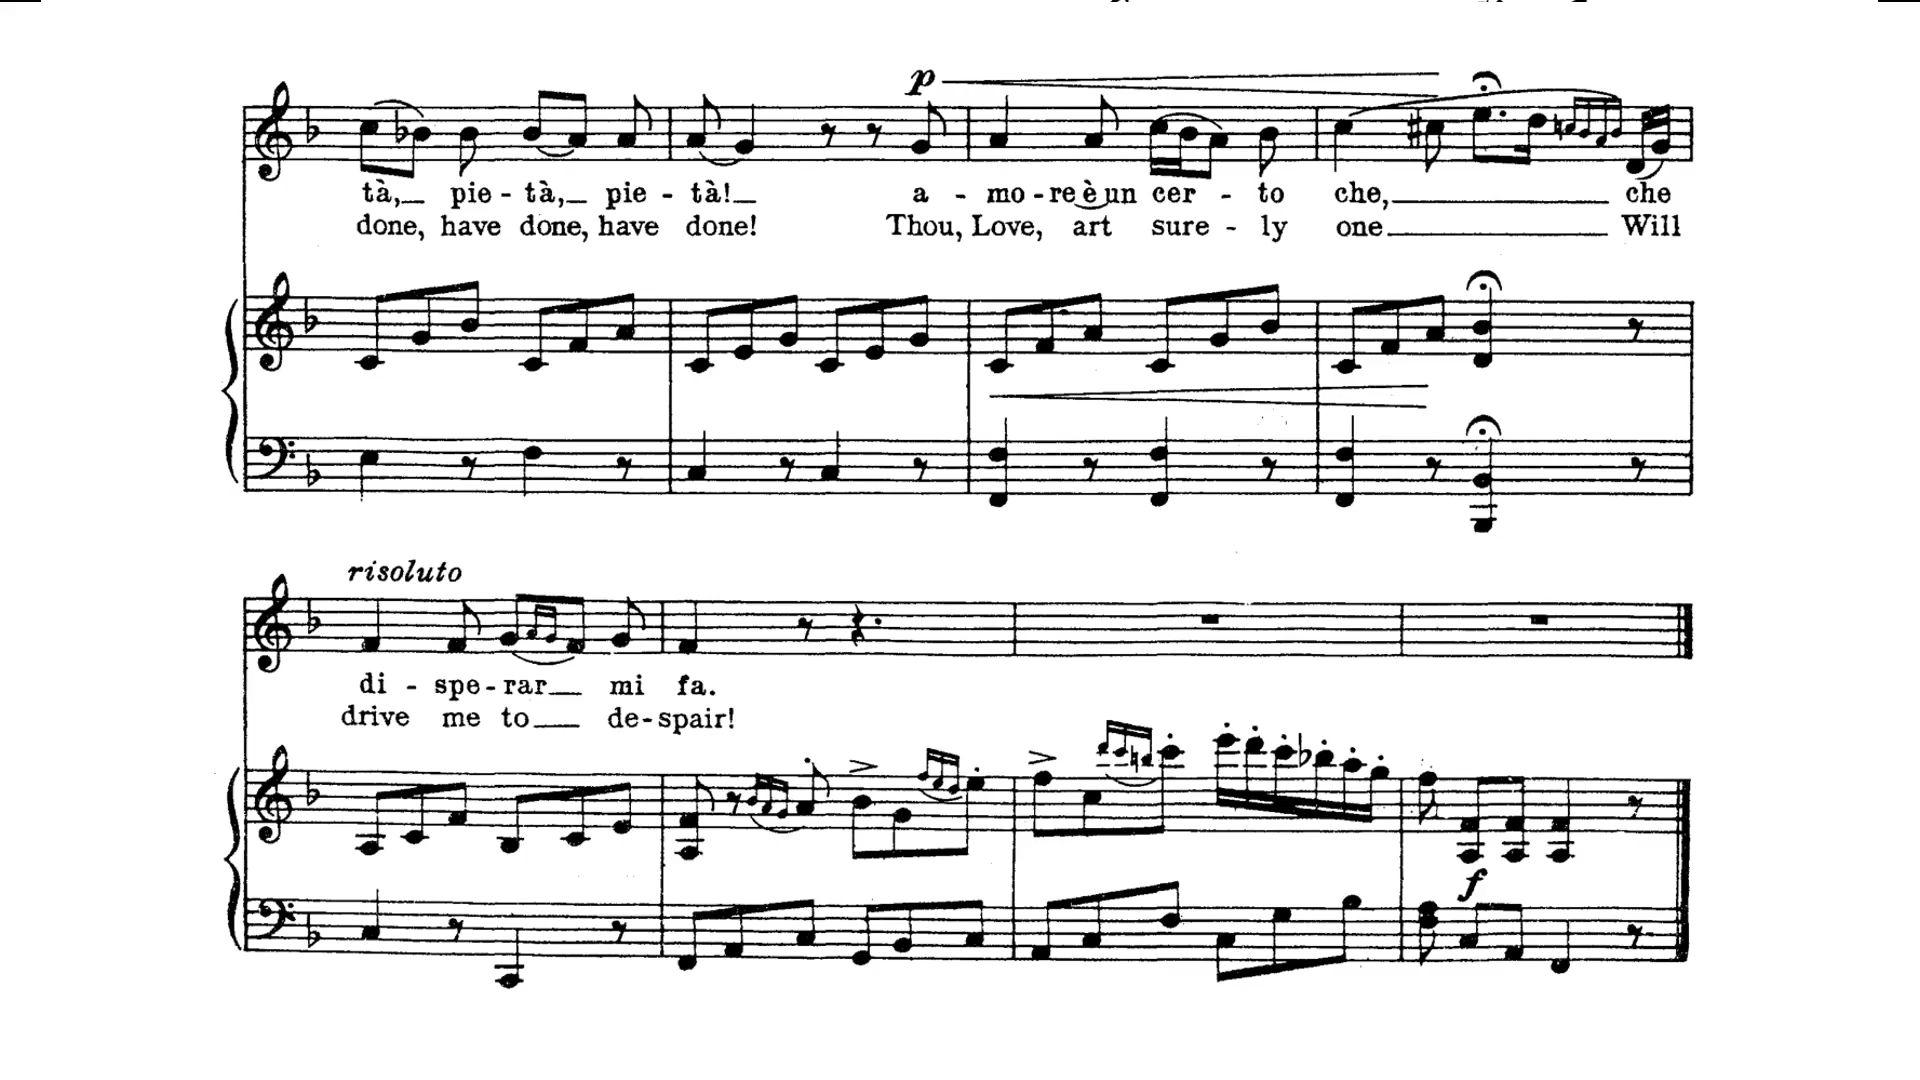 p
tà, pie - tà, pie - tà! a - mo - re è un cer - to che, che
done, have done, have done! Thou, Love, art sure - ly one Will
risoluto
di - spe - rar mi fa.
drive me to de - spair!
f